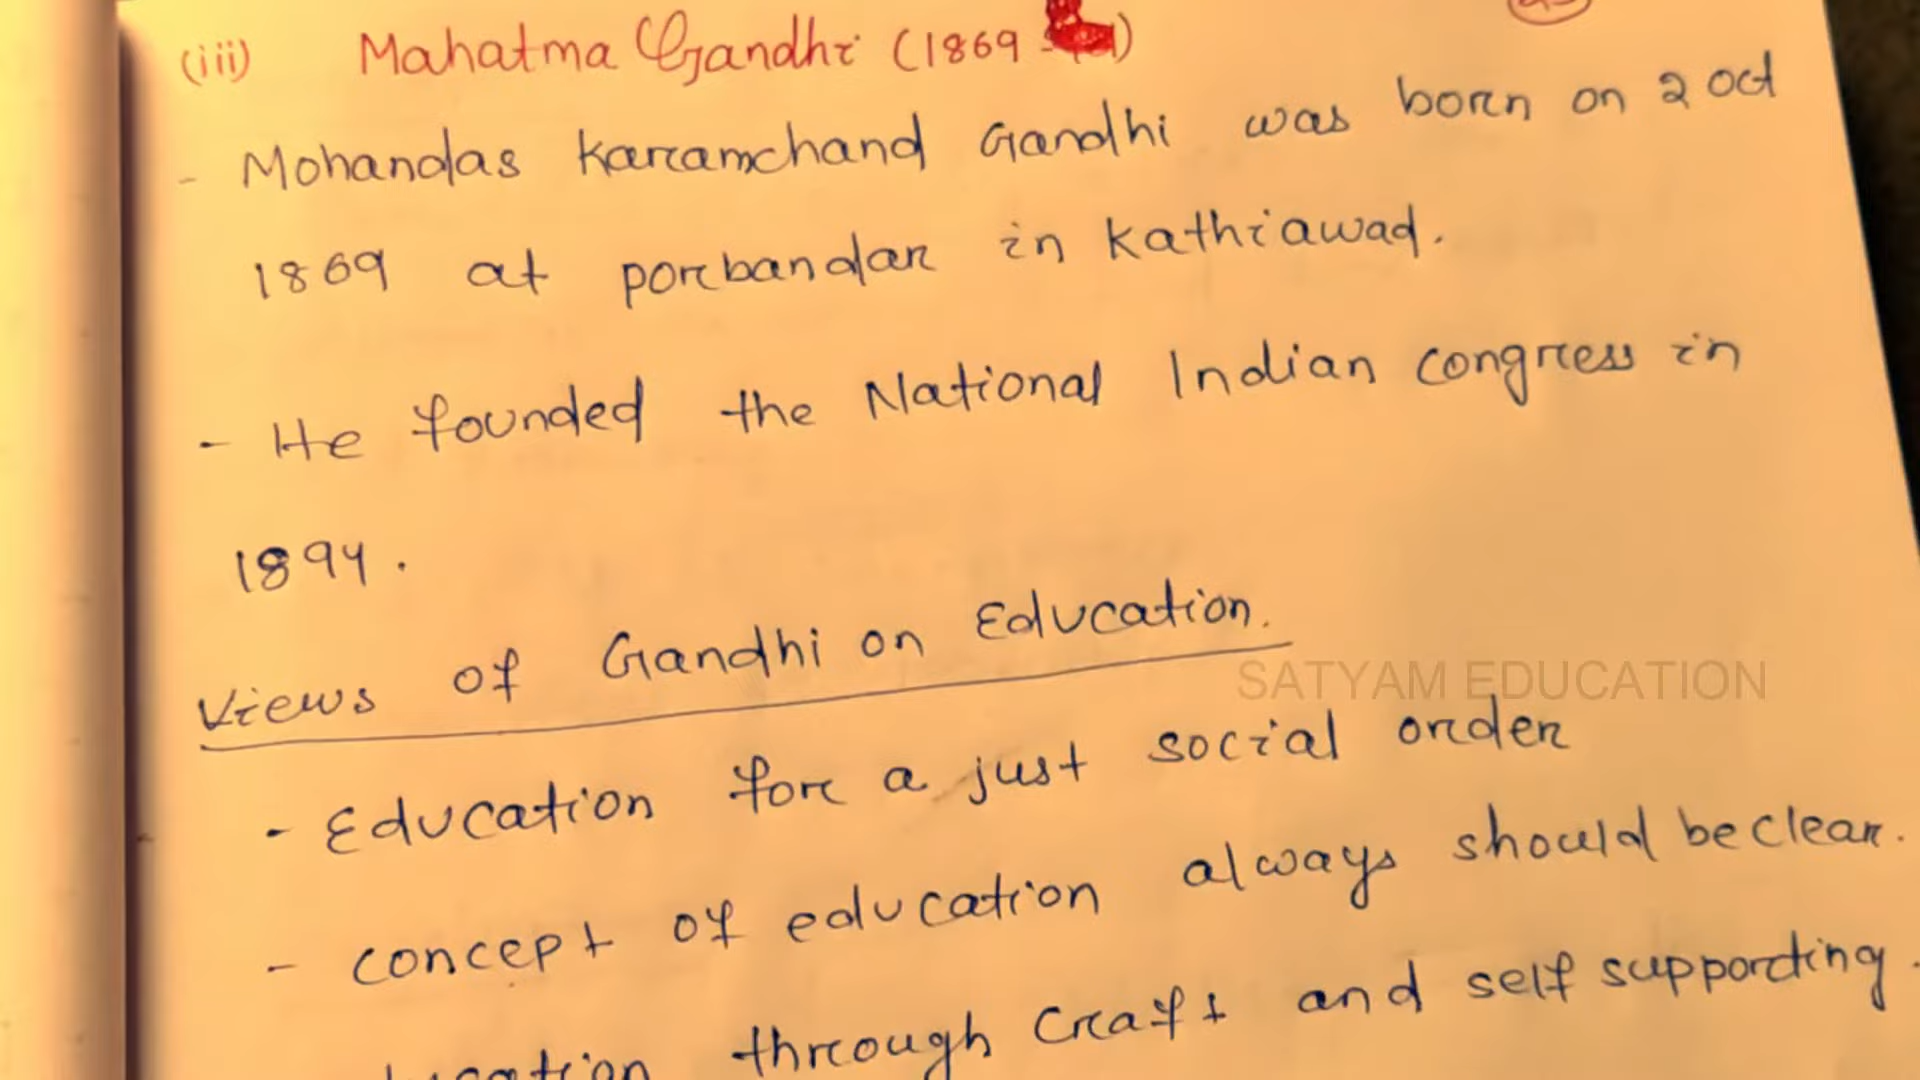 (iii) Mahatma Gandhi (1869 - )
- Mohandas Karamchand Gandhi was born on 2 oct
1869 at porbandar in Kathiawad.
- He founded the National Indian congress in
1894.
Views of Gandhi on Education.
SATYAM EDUCATION
- Education for a just social order
- concept of education always should be clear.
through Craft and self supporting.